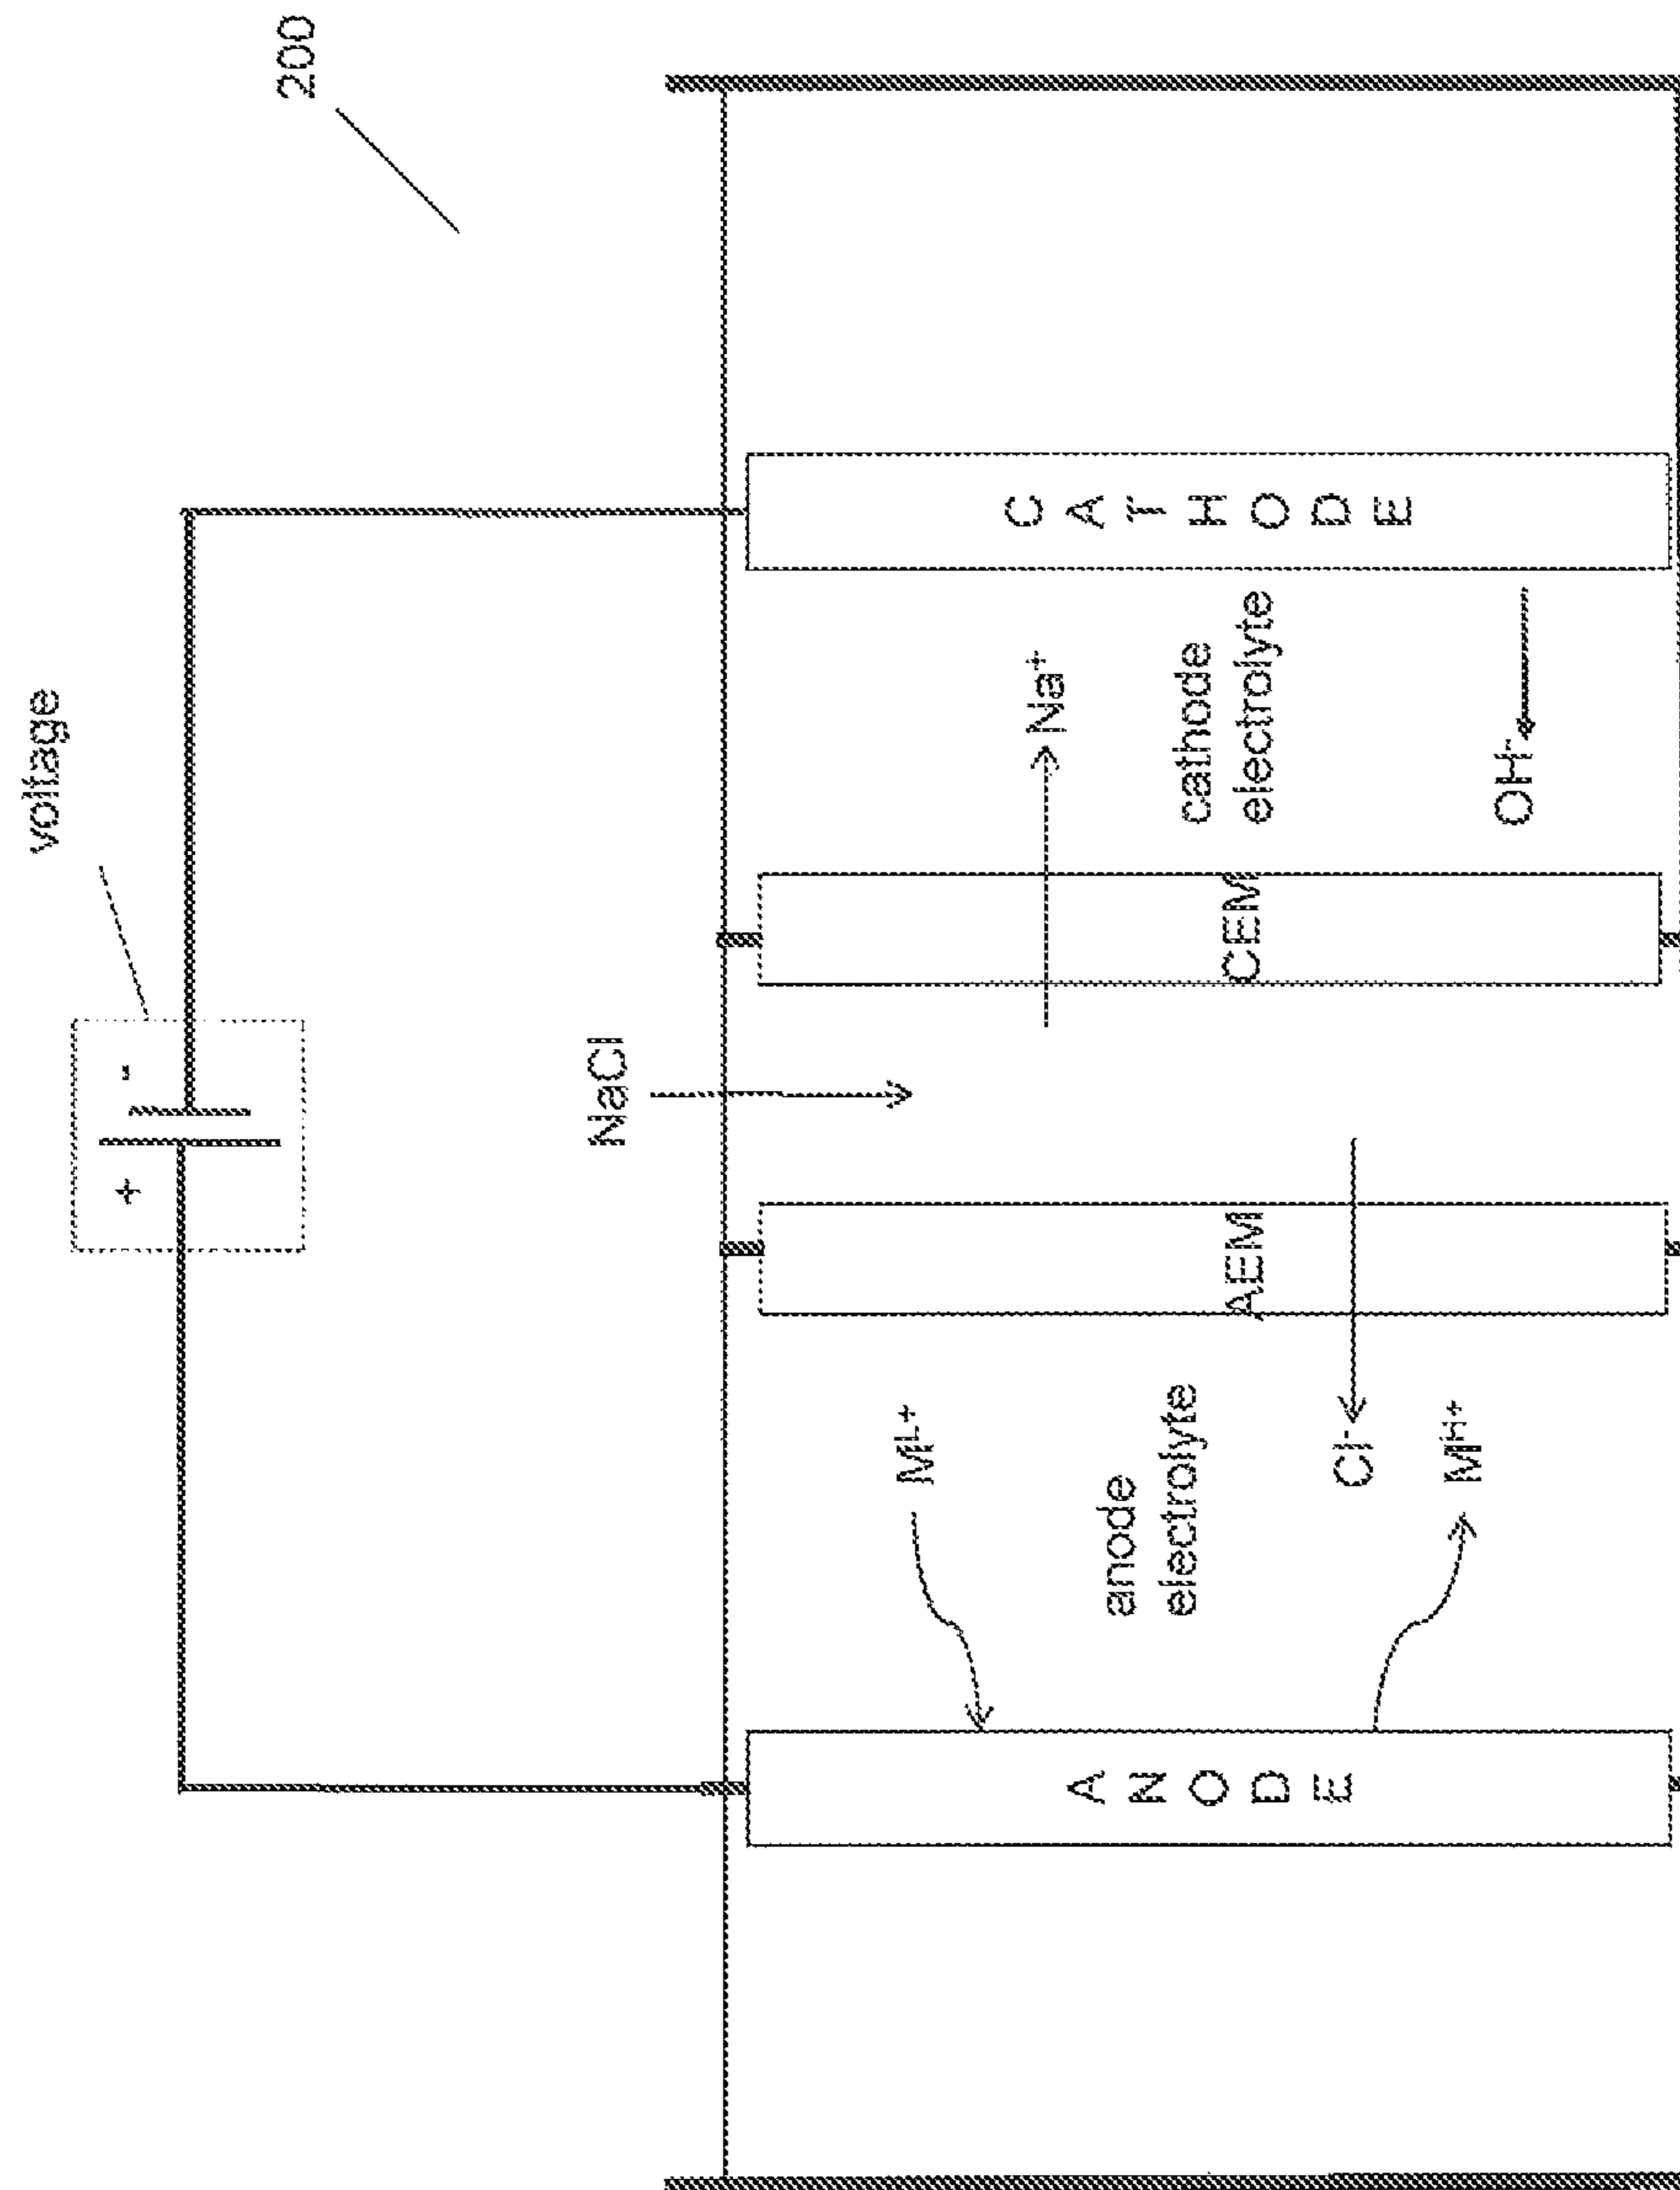 200
voltage
+ -
NaCl
ANODE
anode
electrolyte
Mᴸ⁺
Cl⁻
Mᴴ⁺
AEM
CEM
Na⁺
cathode
electrolyte
OH⁻
CATHODE